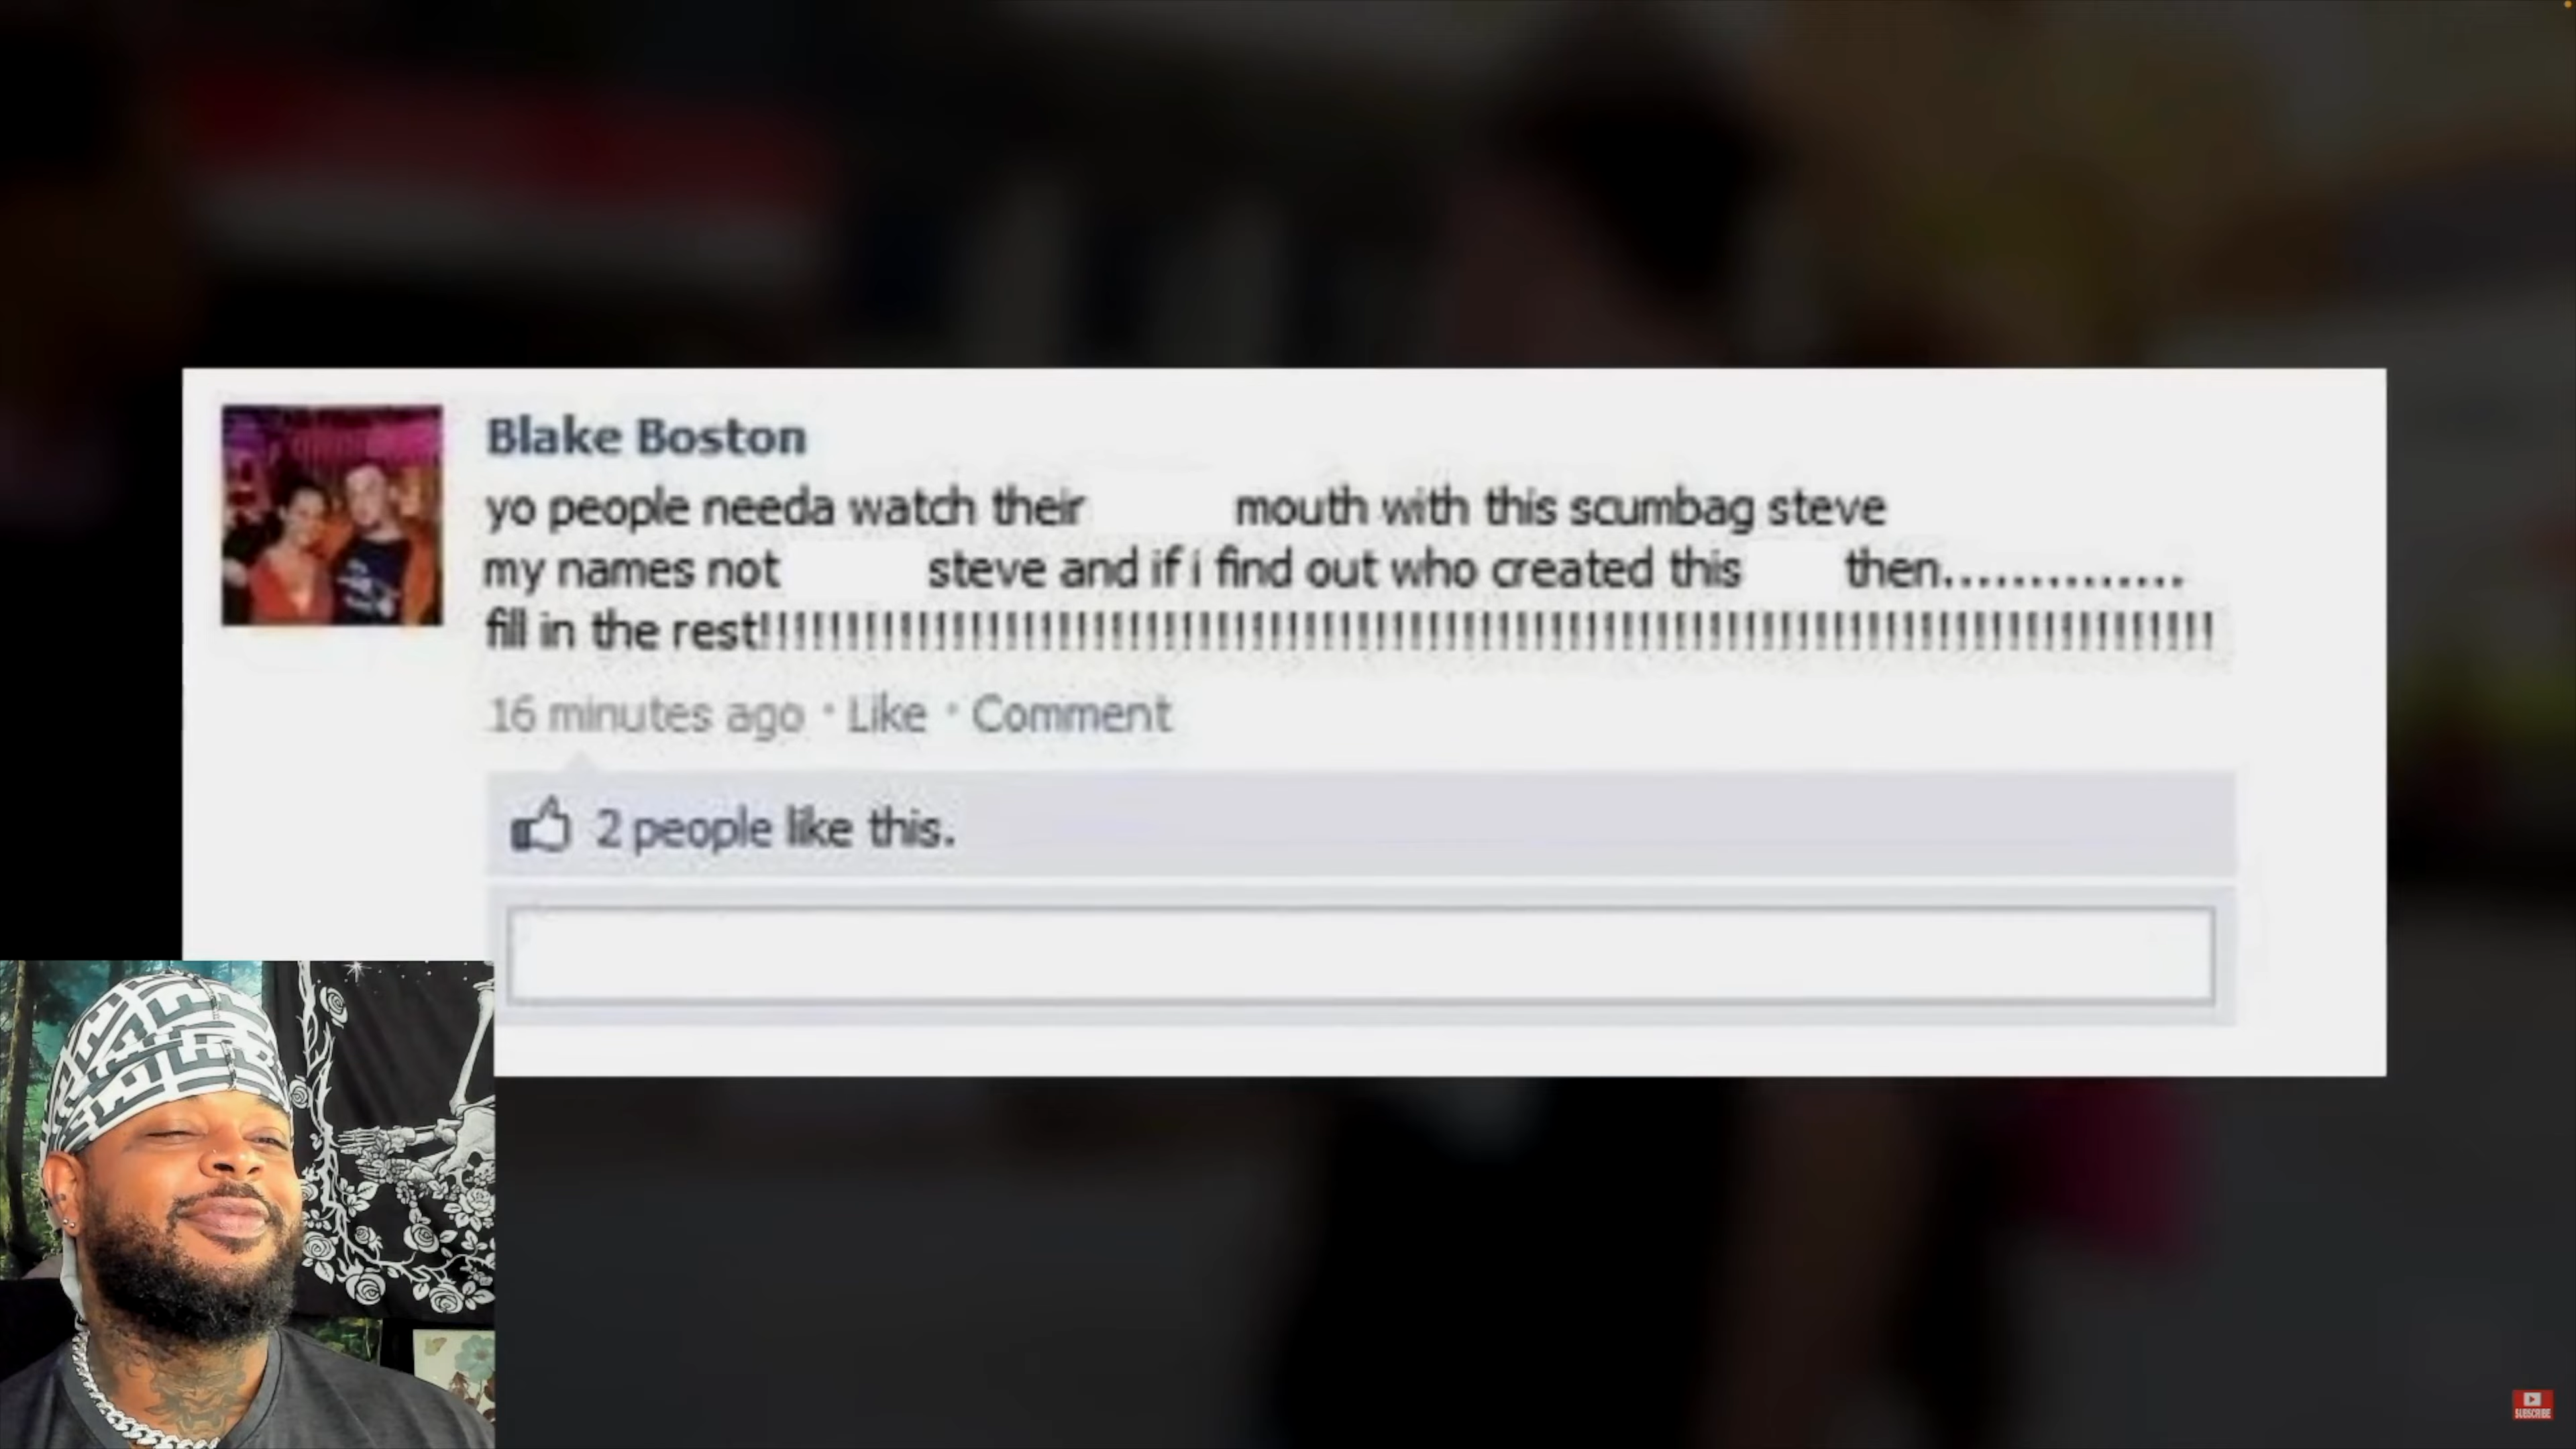 Blake Boston
yo people needa watch their mouth with this scumbag steve
my names not steve and if i find out who created this then..............
fill in the rest!!!!!!!!!!!!!!!!!!!!!!!!!!!!!!!!!!!!!!!!!!!!!!!!!!!!!!!!!!!!!!!!!!!!!!!!!!!!!!!!!!!!!!!!!!!!
16 minutes ago · Like · Comment
2 people like this.
SUBSCRIBE